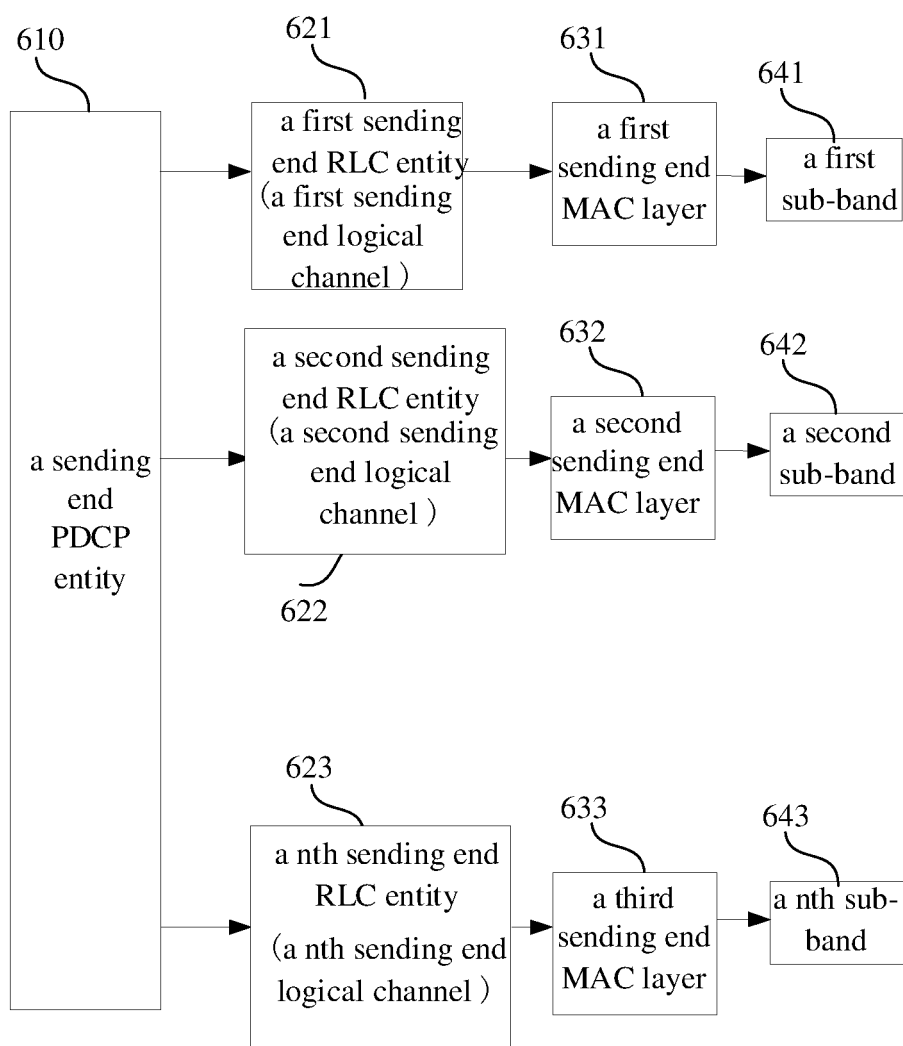 610
621
631
641
a first sending
end RLC entity
(a first sending
end logical
channel )
a first
sending end
MAC layer
a first
sub-band
632
642
a second sending
end RLC entity
(a second sending
end logical
channel )
a second
sending end
MAC layer
a second
sub-band
a sending
end
PDCP
entity
622
623
633
643
a nth sending end
RLC entity
(a nth sending end
logical channel )
a third
sending end
MAC layer
a nth sub-
band